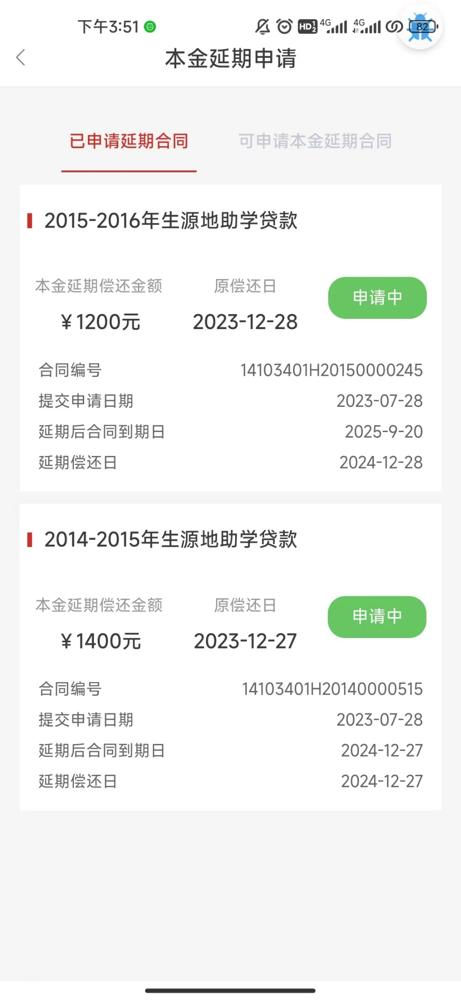 下午3:51 HD 1 2 4G 4G 82
本金延期申请
已申请延期合同 可申请本金延期合同
2015-2016年生源地助学贷款
本金延期偿还金额 原偿还日 申请中
¥1200元 2023-12-28
合同编号 14103401H20150000245
提交申请日期 2023-07-28
延期后合同到期日 2025-9-20
延期偿还日 2024-12-28
2014-2015年生源地助学贷款
本金延期偿还金额 原偿还日 申请中
¥1400元 2023-12-27
合同编号 14103401H20140000515
提交申请日期 2023-07-28
延期后合同到期日 2024-12-27
延期偿还日 2024-12-27